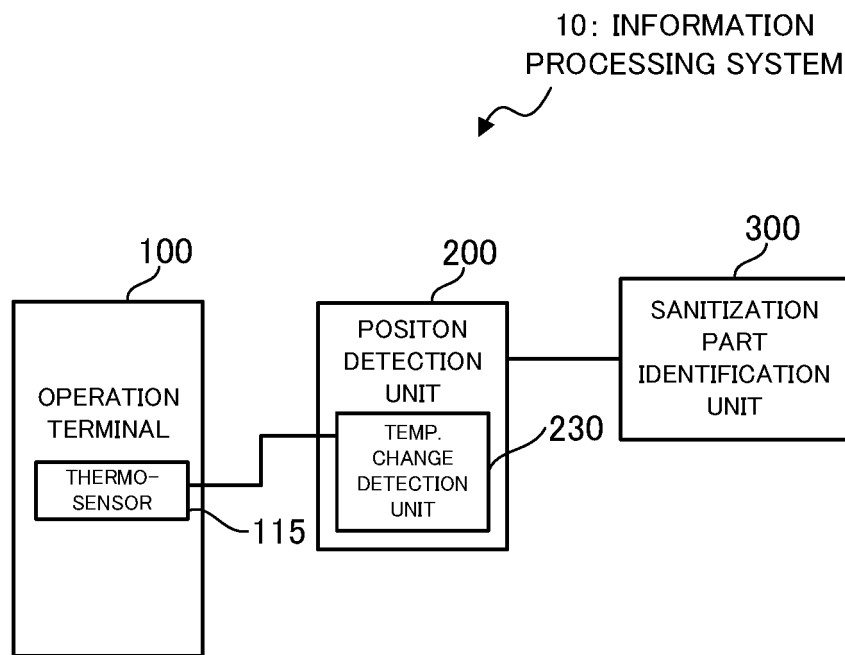 10: INFORMATION
PROCESSING SYSTEM
100
OPERATION
TERMINAL
THERMO-
SENSOR
115
200
POSITON
DETECTION
UNIT
TEMP.
CHANGE
DETECTION
UNIT
230
300
SANITIZATION
PART
IDENTIFICATION
UNIT